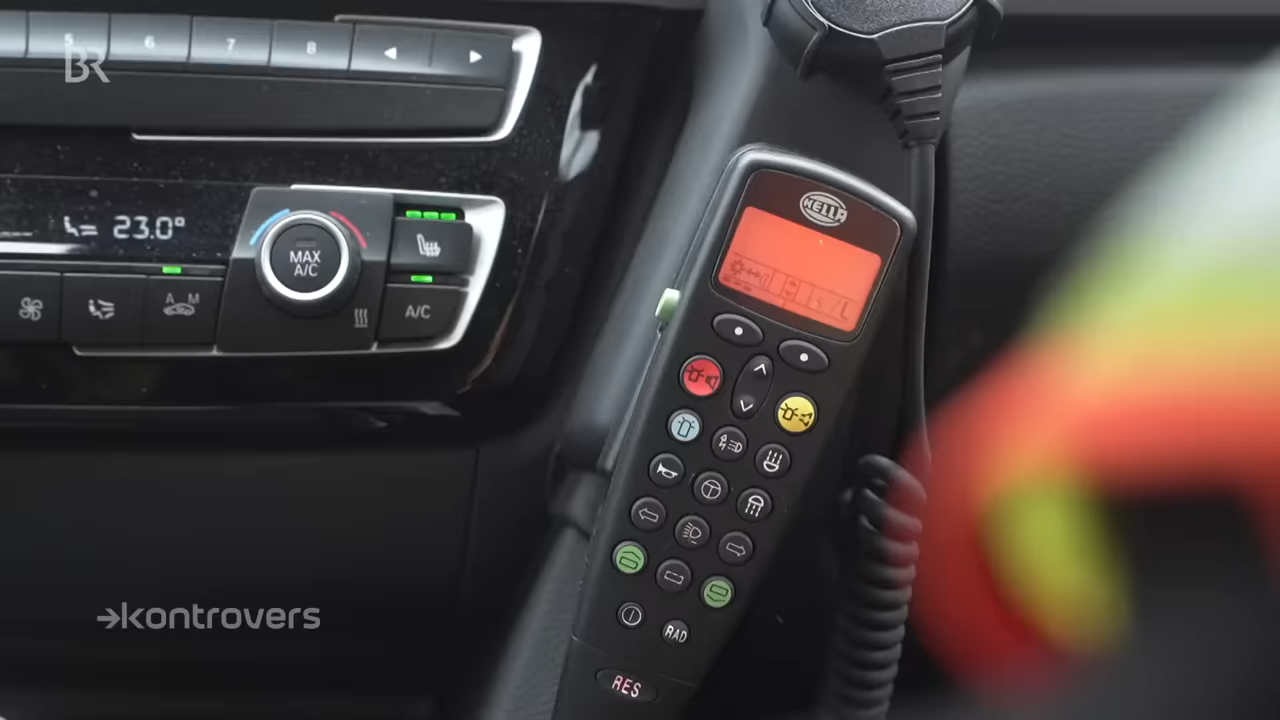 5 6 7 8
BR
HELLA
23.0°
MAX
A/C
A M
A/C
RAD
RES
kontrovers